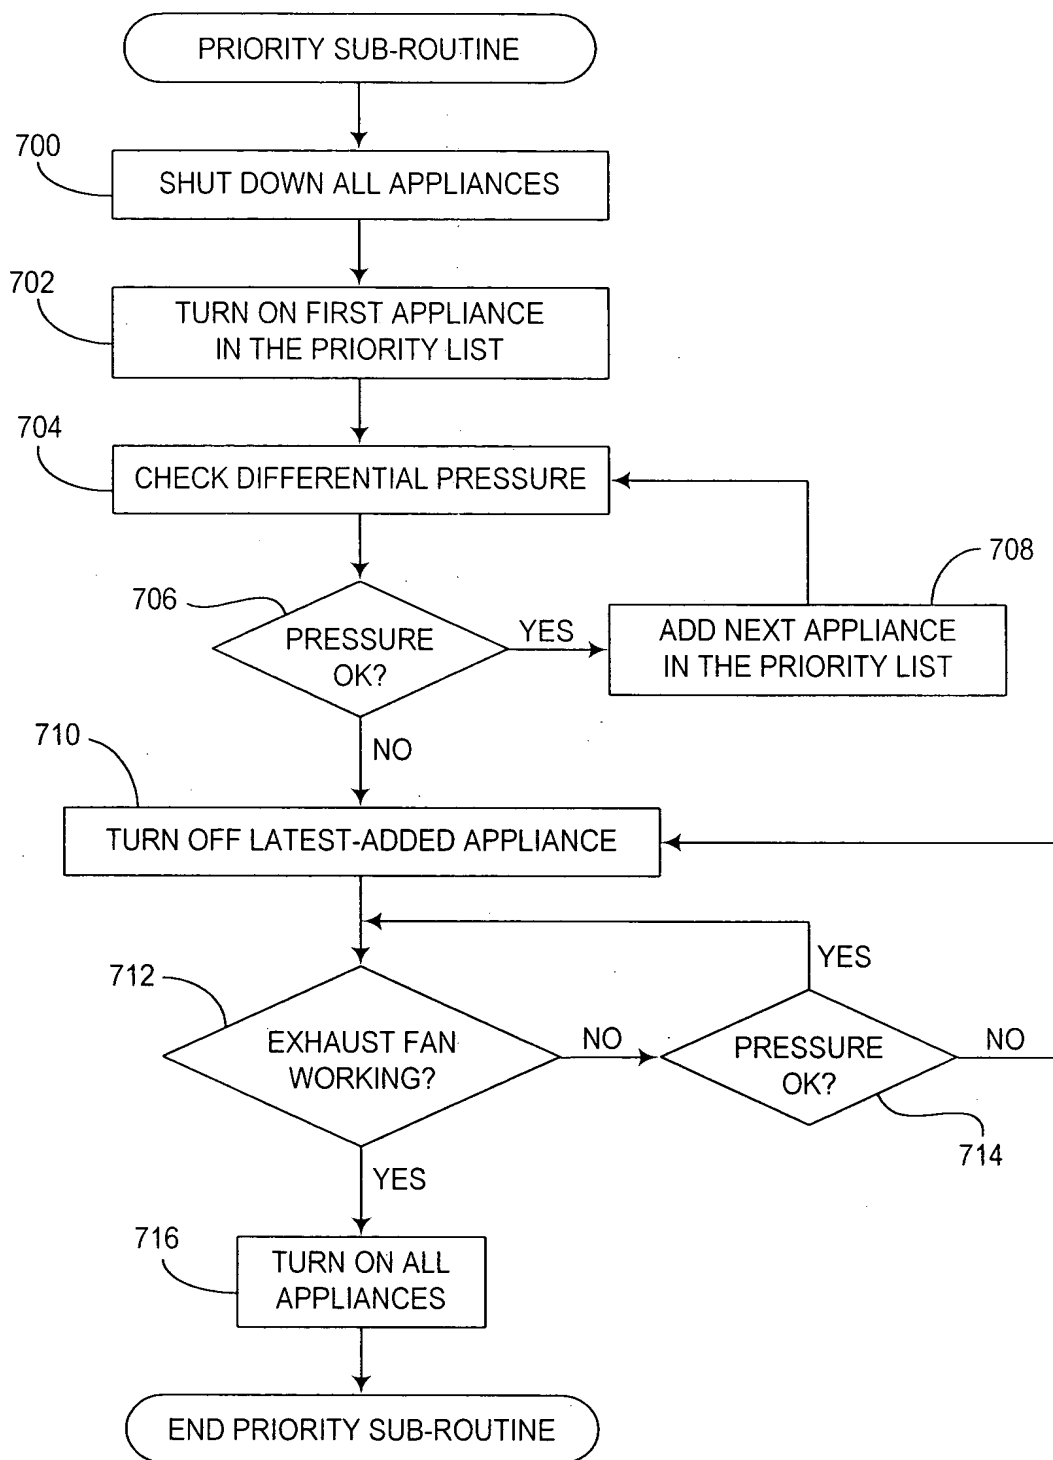 PRIORITY SUB-ROUTINE
700
SHUT DOWN ALL APPLIANCES
702
TURN ON FIRST APPLIANCE
IN THE PRIORITY LIST
704
CHECK DIFFERENTIAL PRESSURE
706
PRESSURE
OK?
YES
708
ADD NEXT APPLIANCE
IN THE PRIORITY LIST
NO
710
TURN OFF LATEST-ADDED APPLIANCE
712
EXHAUST FAN
WORKING?
NO
YES
PRESSURE
OK?
NO
714
YES
716
TURN ON ALL
APPLIANCES
END PRIORITY SUB-ROUTINE